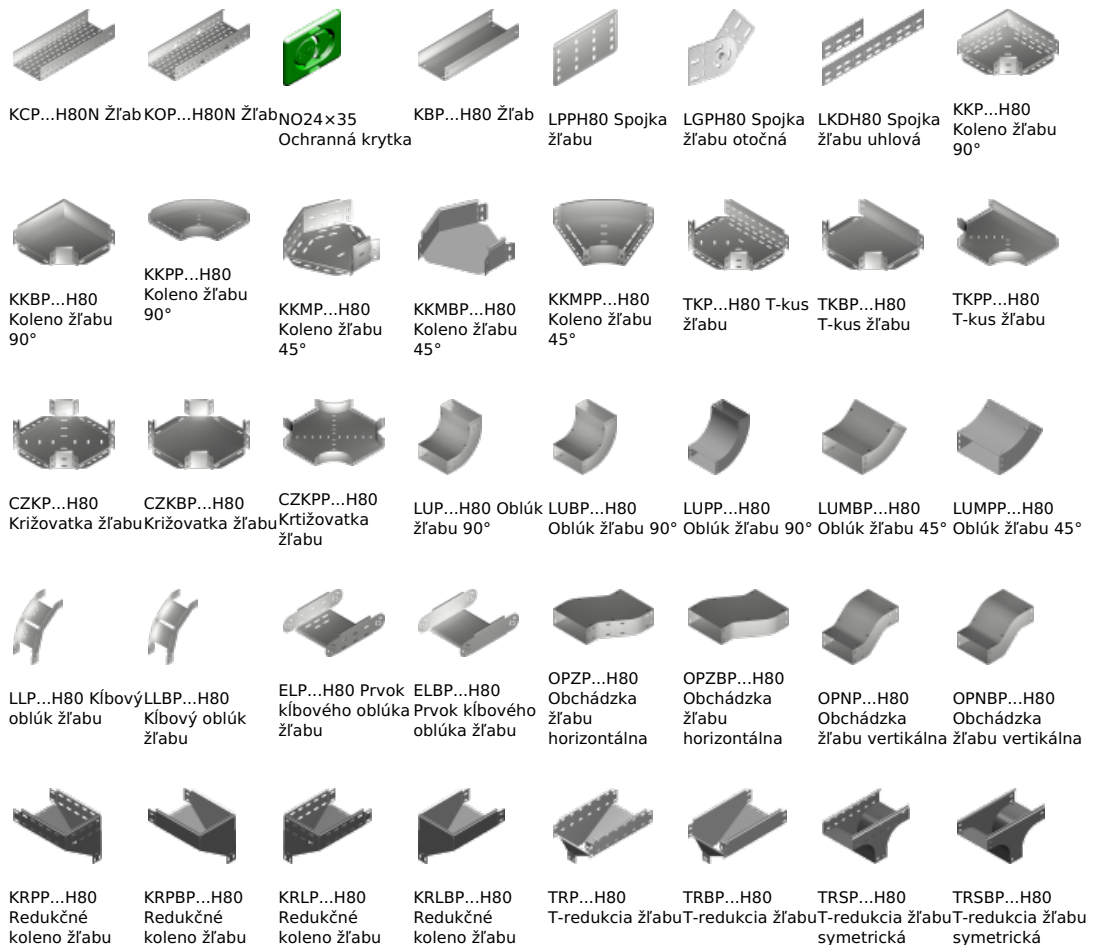 KCP...H80N Žľab
KOP...H80N Žľab
NO24×35
Ochranná krytka
KBP...H80 Žľab
LPPH80 Spojka
žľabu
LGPH80 Spojka
žľabu otočná
LKDH80 Spojka
žľabu uhlová
KKP...H80
Koleno žľabu
90°
KKBP...H80
Koleno žľabu
90°
KKPP...H80
Koleno žľabu
90°
KKMP...H80
Koleno žľabu
45°
KKMBP...H80
Koleno žľabu
45°
KKMPP...H80
Koleno žľabu
45°
TKP...H80 T-kus
žľabu
TKBP...H80
T-kus žľabu
TKPP...H80
T-kus žľabu
CZKP...H80
Križovatka žľabu
CZKBP...H80
Križovatka žľabu
CZKPP...H80
Krtižovatka
žľabu
LUP...H80 Oblúk
žľabu 90°
LUBP...H80
Oblúk žľabu 90°
LUPP...H80
Oblúk žľabu 90°
LUMBP...H80
Oblúk žľabu 45°
LUMPP...H80
Oblúk žľabu 45°
LLP...H80 Kĺbový
oblúk žľabu
LLBP...H80
Kĺbový oblúk
žľabu
ELP...H80 Prvok
kĺbového oblúka
žľabu
ELBP...H80
Prvok kĺbového
oblúka žľabu
OPZP...H80
Obchádzka
žľabu
horizontálna
OPZBP...H80
Obchádzka
žľabu
horizontálna
OPNP...H80
Obchádzka
žľabu vertikálna
OPNBP...H80
Obchádzka
žľabu vertikálna
KRPP...H80
Redukčné
koleno žľabu
KRPBP...H80
Redukčné
koleno žľabu
KRLP...H80
Redukčné
koleno žľabu
KRLBP...H80
Redukčné
koleno žľabu
TRP...H80
T-redukcia žľabu
TRBP...H80
T-redukcia žľabu
TRSP...H80
T-redukcia žľabu
symetrická
TRSBP...H80
T-redukcia žľabu
symetrická